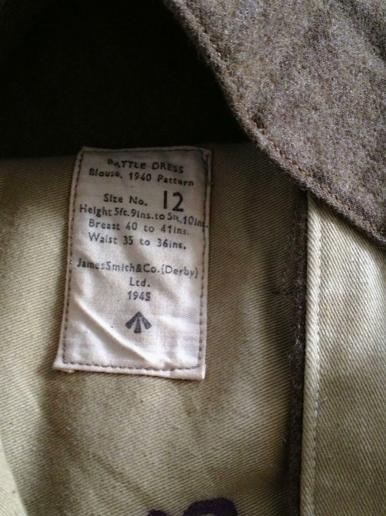 BATTLE DRESS
Blouse, 1940 Pattern
Size No. 12
Height 5ft. 9ins. to 5ft. 10ins.
Breast 40 to 41ins.
Waist 35 to 36ins.
James Smith & Co. (Derby)
Ltd.
1945